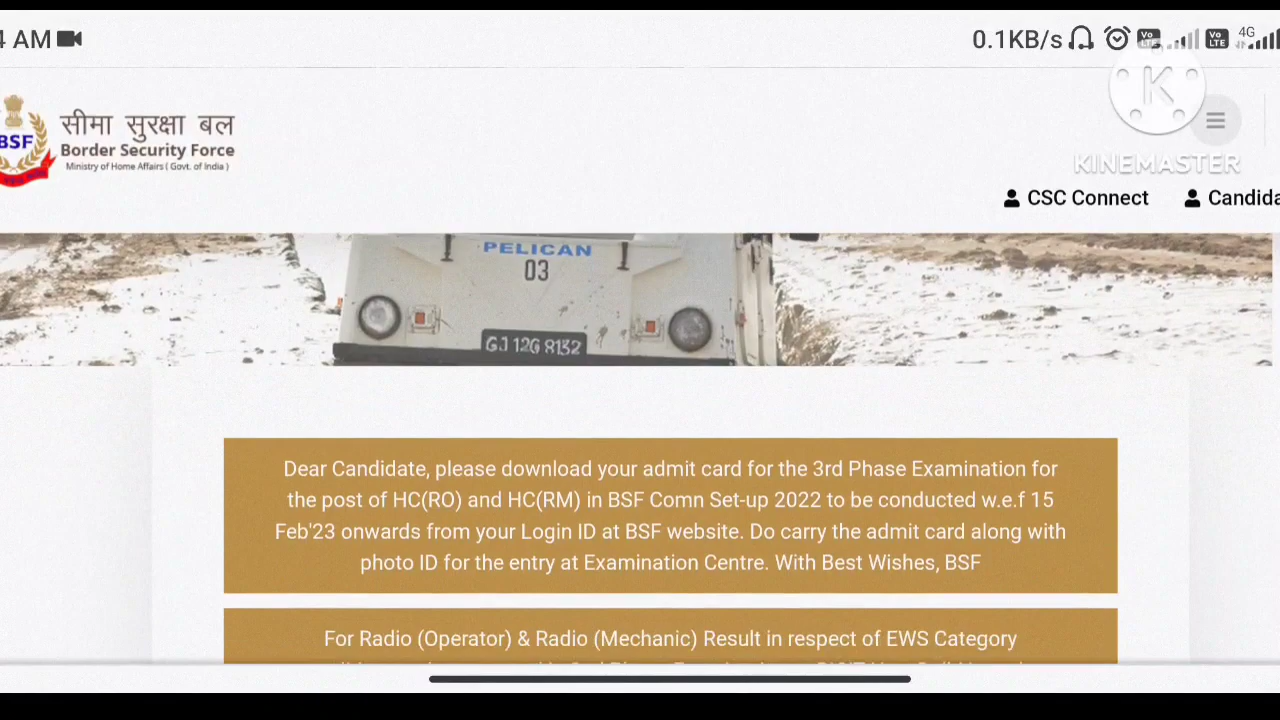 4 AM
0.1KB/s
Vo LTE
Vo LTE
4G
K
KINEMASTER
BSF
सीमा सुरक्षा बल
Border Security Force
Ministry of Home Affairs ( Govt. of India )
CSC Connect
PELICAN
03
GJ 12G 8132
Dear Candidate, please download your admit card for the 3rd Phase Examination for
the post of HC(RO) and HC(RM) in BSF Comn Set-up 2022 to be conducted w.e.f 15
Feb'23 onwards from your Login ID at BSF website. Do carry the admit card along with
photo ID for the entry at Examination Centre. With Best Wishes, BSF
For Radio (Operator) & Radio (Mechanic) Result in respect of EWS Category